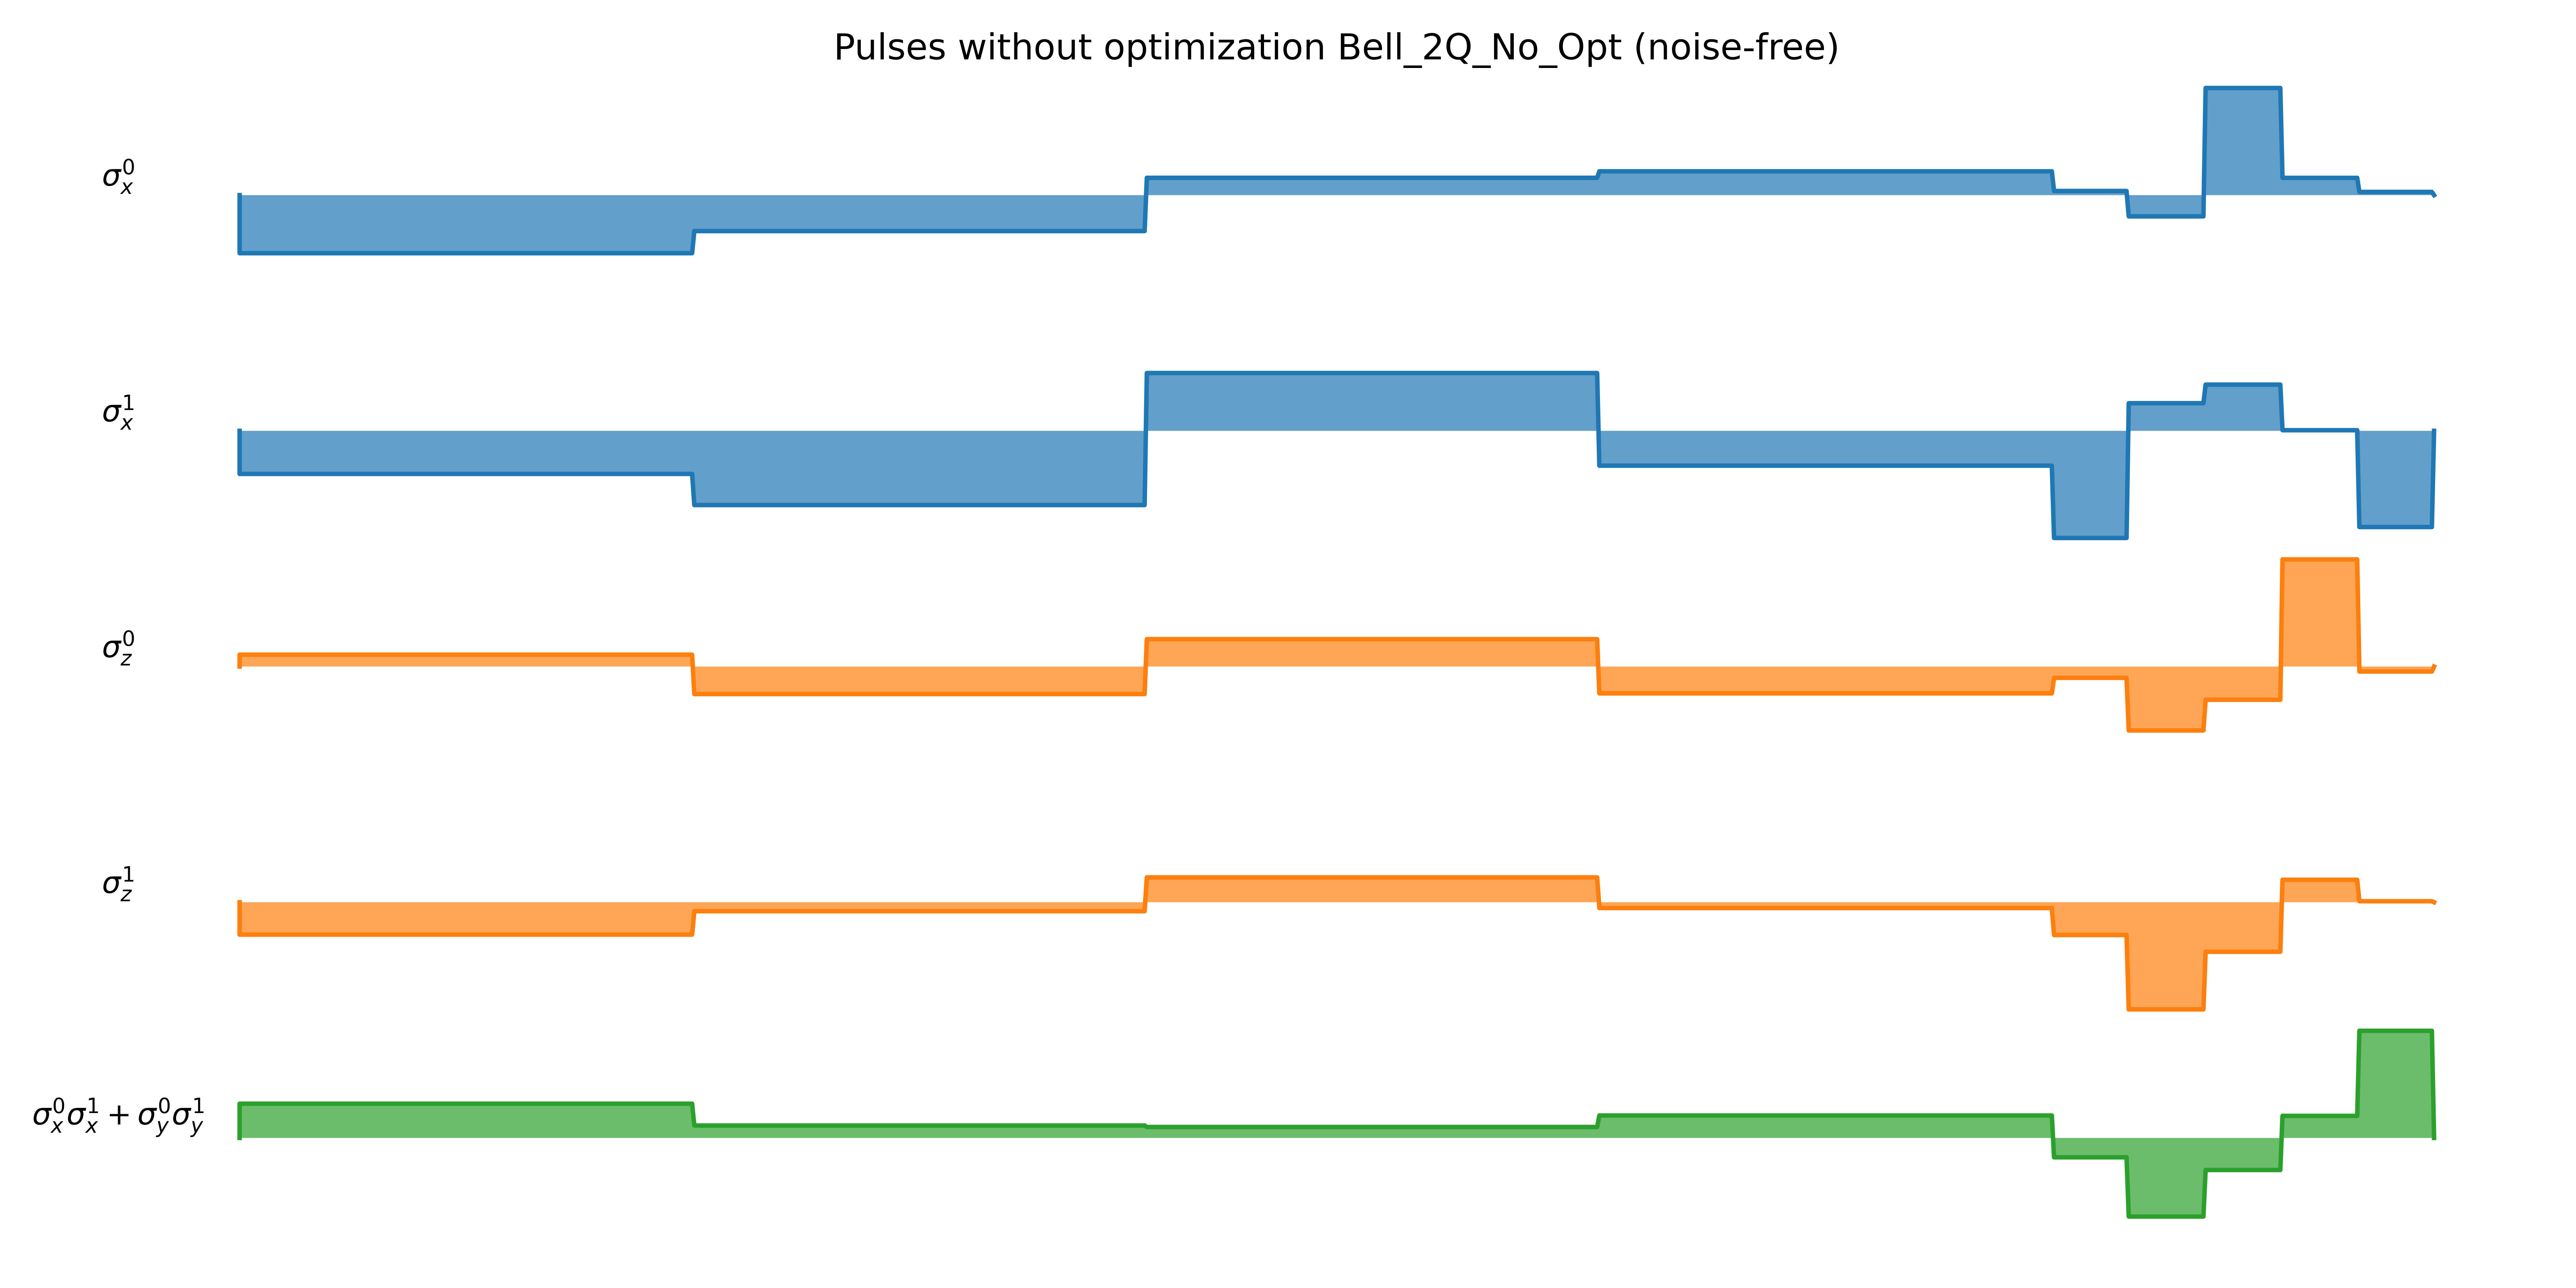 Pulses without optimization Bell_2Q_No_Opt (noise-free)
σ_x^0
σ_x^1
σ_z^0
σ_z^1
σ_x^0σ_x^1 + σ_y^0σ_y^1